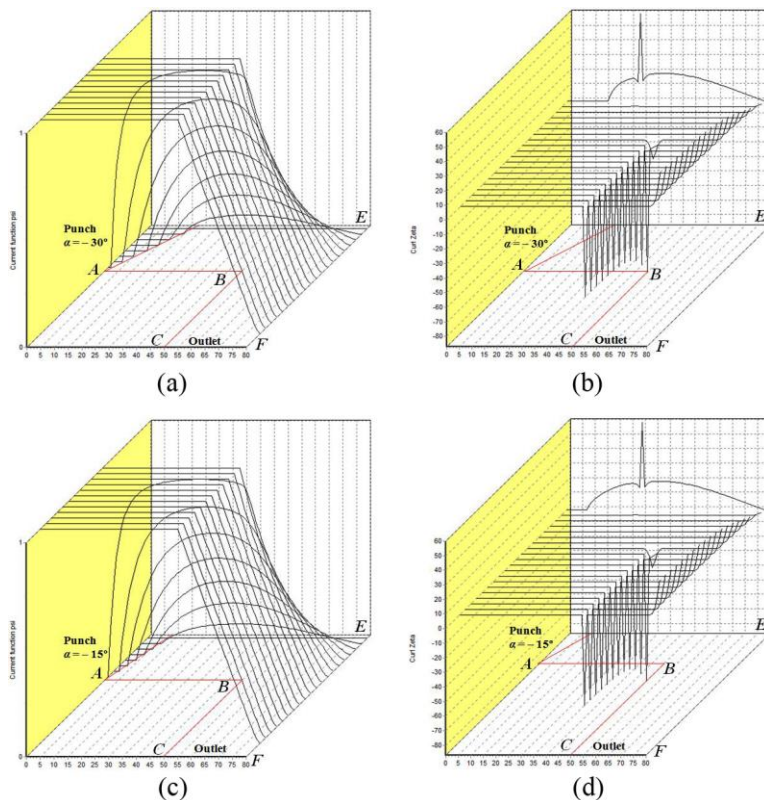 1
Current function psi
Punch
α = – 30°
A
B
C
E
F
Outlet
0
0 5 10 15 20 25 30 35 40 45 50 55 60 65 70 75 80
(a)
60
50
40
30
20
10
0
-10
-20
-30
-40
-50
-60
-70
-80
Curl Zeta
Punch
α = – 30°
A
B
C
E
F
Outlet
0 5 10 15 20 25 30 35 40 45 50 55 60 65 70 75 80
(b)
1
Current function psi
Punch
α = – 15°
A
B
C
E
F
Outlet
0
0 5 10 15 20 25 30 35 40 45 50 55 60 65 70 75 80
(c)
60
50
40
30
20
10
0
-10
-20
-30
-40
-50
-60
-70
-80
Curl Zeta
Punch
α = – 15°
A
B
C
E
F
Outlet
0 5 10 15 20 25 30 35 40 45 50 55 60 65 70 75 80
(d)